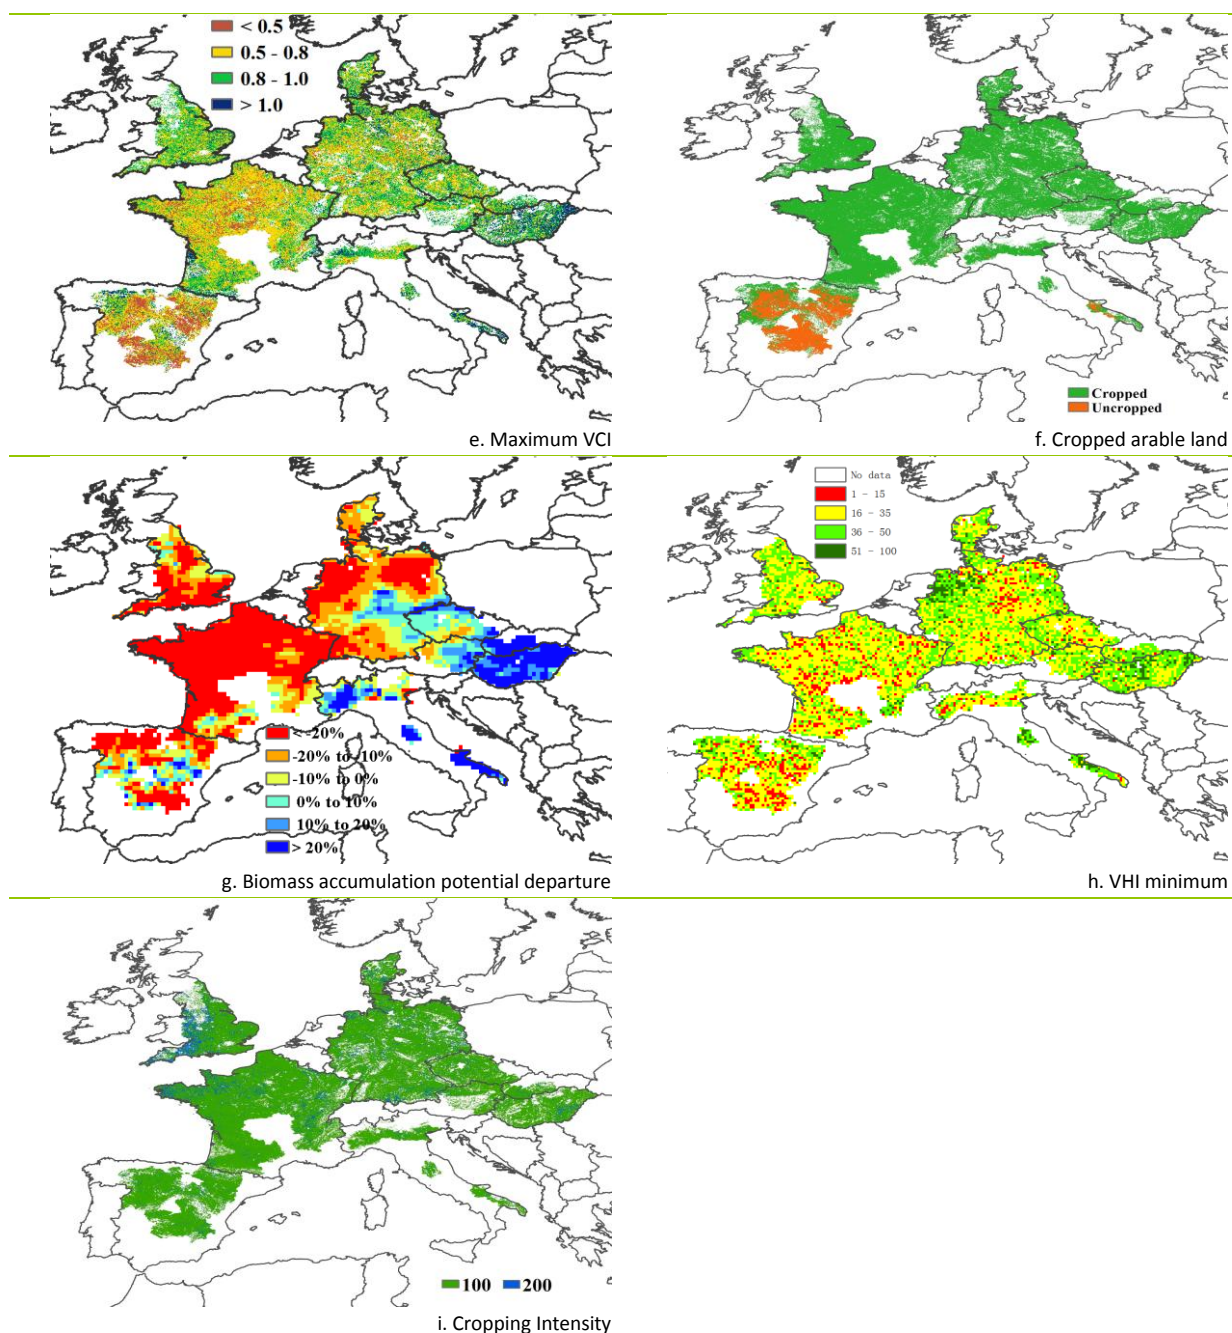 < 0.5
0.5 - 0.8
0.8 - 1.0
> 1.0
e. Maximum VCI
Cropped
Uncropped
f. Cropped arable land
< -20%
-20% to -10%
-10% to 0%
0% to 10%
10% to 20%
> 20%
g. Biomass accumulation potential departure
No data
1 - 15
16 - 35
36 - 50
51 - 100
h. VHI minimum
100 200
i. Cropping Intensity